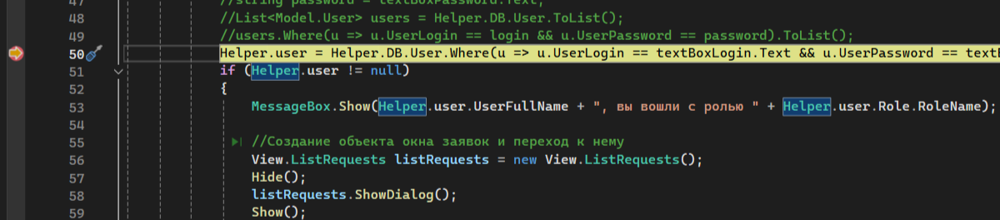 47 //string password = textBoxPassword.Text;
48 //List<Model.User> users = Helper.DB.User.ToList();
49 //users.Where(u => u.UserLogin == login && u.UserPassword == password).ToList();
50 Helper.user = Helper.DB.User.Where(u => u.UserLogin == textBoxLogin.Text && u.UserPassword ==
51 if (Helper.user != null)
52 {
53 MessageBox.Show(Helper.user.UserFullName + ", вы вошли с ролью " + Helper.user.Role.RoleName);
54
55 //Создание объекта окна заявок и переход к нему
56 View.ListRequests listRequests = new View.ListRequests();
57 Hide();
58 listRequests.ShowDialog();
59 Show();